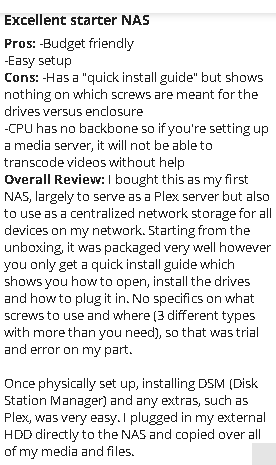 Excellent starter NAS
Pros: -Budget friendly
-Easy setup
Cons: -Has a "quick install guide" but shows
nothing on which screws are meant for the
drives versus enclosure
-CPU has no backbone so if you're setting up
a media server, it will not be able to
transcode videos without help
Overall Review: I bought this as my first
NAS, largely to serve as a Plex server but also
to use as a centralized network storage for all
devices on my network. Starting from the
unboxing, it was packaged very well however
you only get a quick install guide which
shows you how to open, install the drives
and how to plug it in. No specifics on what
screws to use and where (3 different types
with more than you need), so that was trial
and error on my part.
Once physically set up, installing DSM (Disk
Station Manager) and any extras, such as
Plex, was very easy. I plugged in my external
HDD directly to the NAS and copied over all
of my media and files.